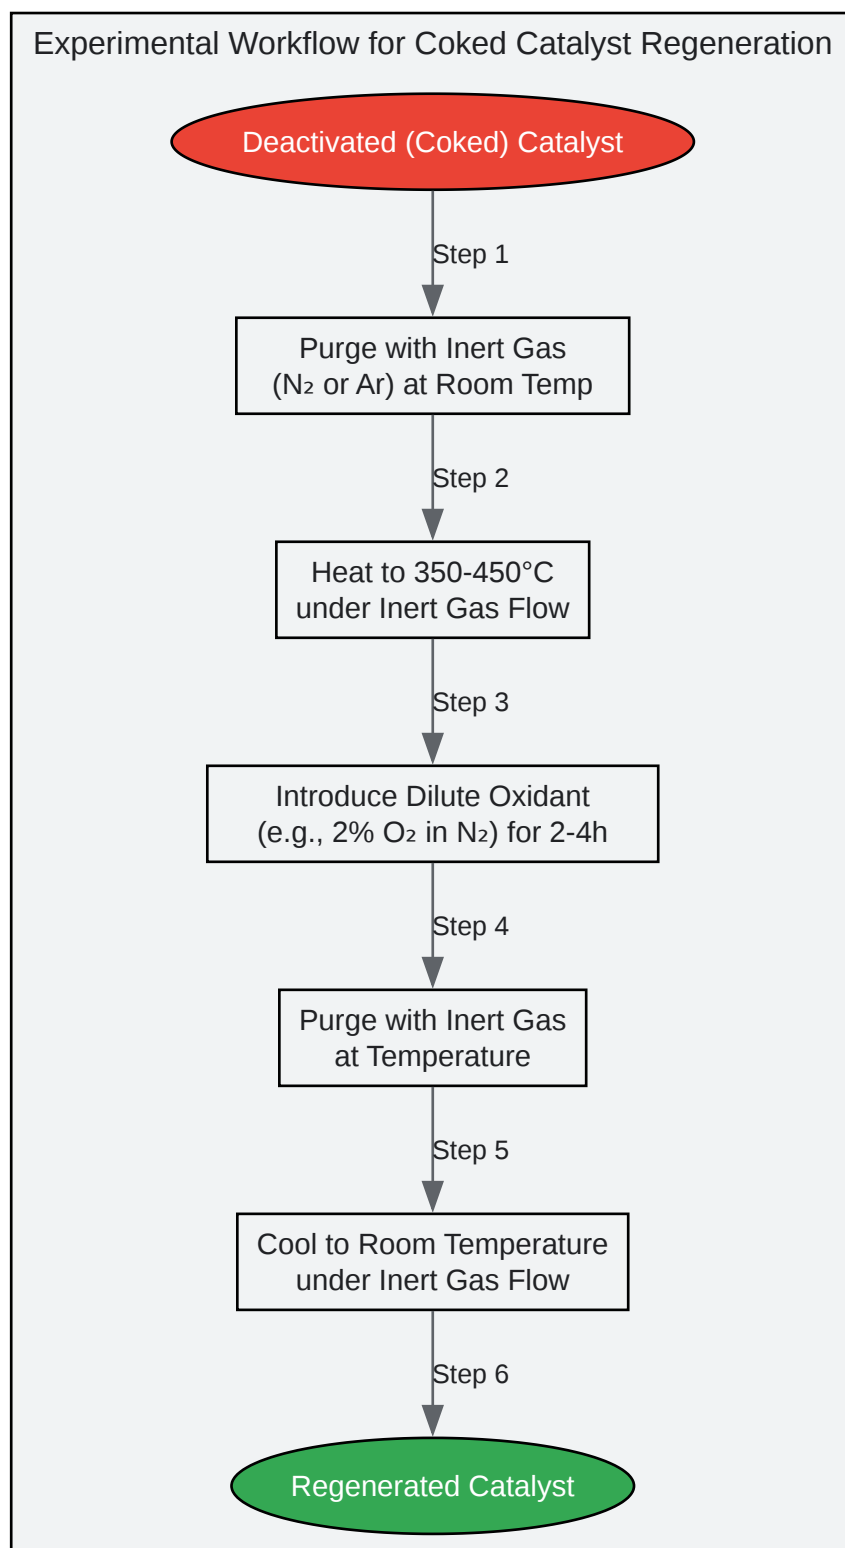 Experimental Workflow for Coked Catalyst Regeneration
Deactivated (Coked) Catalyst
Step 1
Purge with Inert Gas
(N₂ or Ar) at Room Temp
Step 2
Heat to 350-450°C
under Inert Gas Flow
Step 3
Introduce Dilute Oxidant
(e.g., 2% O₂ in N₂) for 2-4h
Step 4
Purge with Inert Gas
at Temperature
Step 5
Cool to Room Temperature
under Inert Gas Flow
Step 6
Regenerated Catalyst